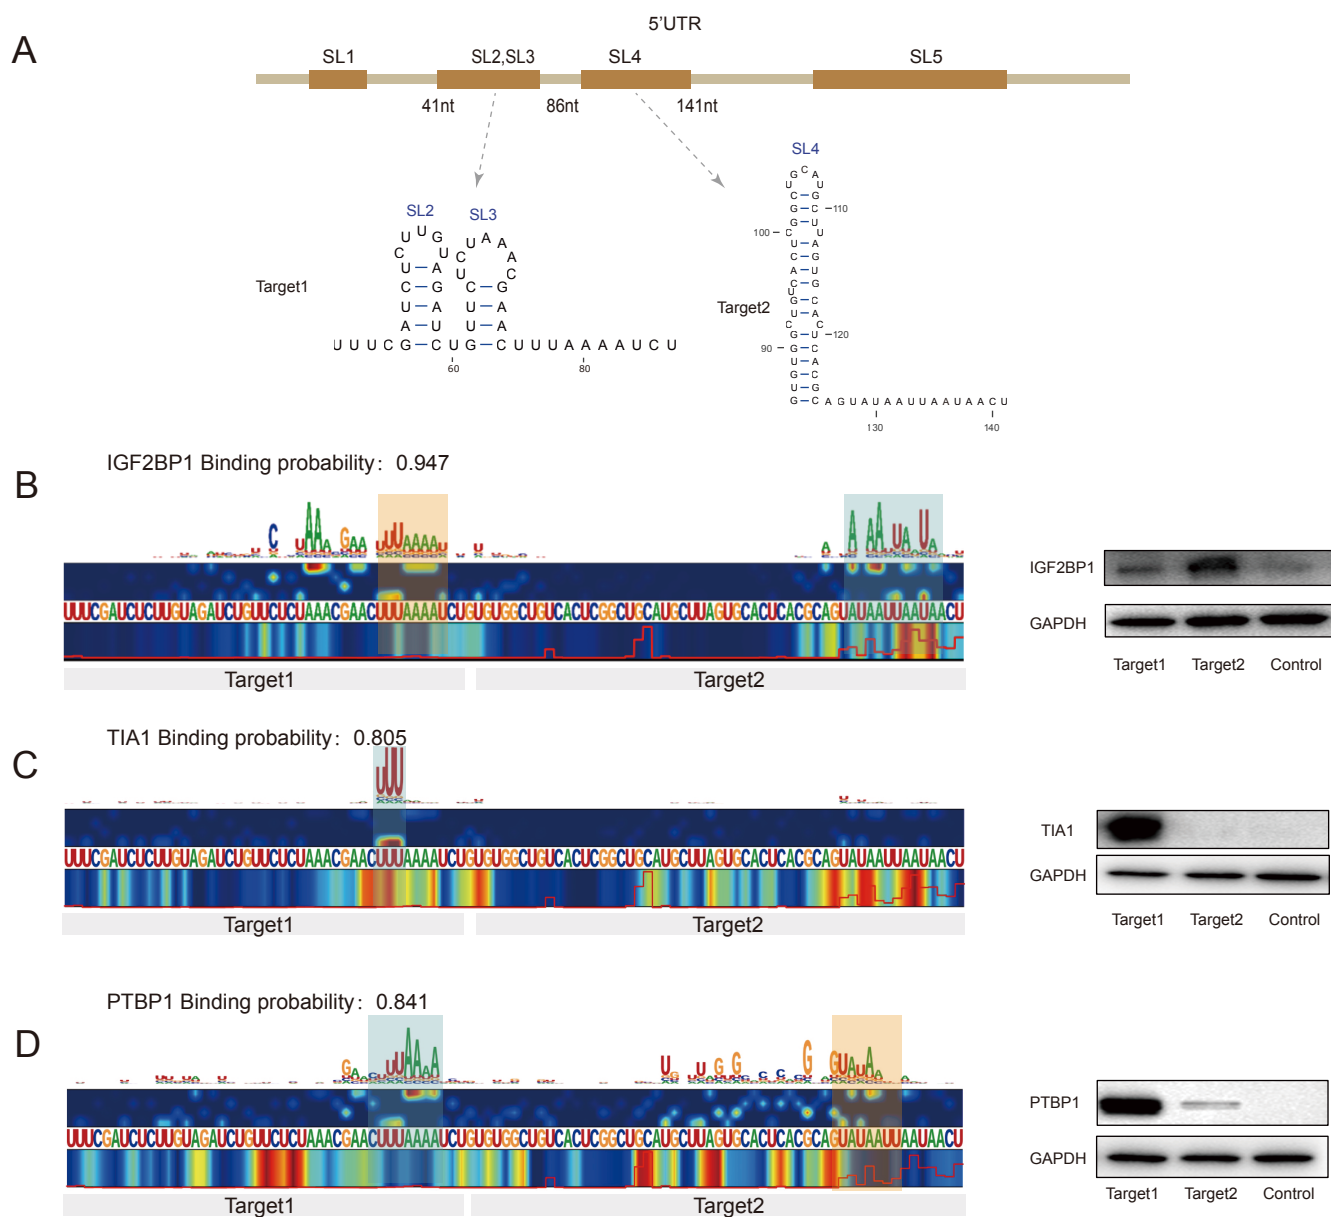 A
5'UTR
SL1
SL2,SL3
SL4
SL5
41nt
86nt
141nt
SL4
SL2
SL3
Target1
Target2
U U U C G
C U U U A A A A U C U
60
80
90
100
110
120
130
140
A G U A U A A U U A A U A A C U
B
IGF2BP1 Binding probability: 0.947
UUUCGAUCUCUUGUAGAUCUGUUCUCUAAACGAACUUUAAAAUCUGUGUGGCUGUCACUCGGCUGCAUGCUUAGUGCACUCACGCAGUAUAAUUAAUAACU
Target1
Target2
IGF2BP1
GAPDH
Target1
Target2
Control
C
TIA1 Binding probability: 0.805
UUUCGAUCUCUUGUAGAUCUGUUCUCUAAACGAACUUUAAAAUCUGUGUGGCUGUCACUCGGCUGCAUGCUUAGUGCACUCACGCAGUAUAAUUAAUAACU
Target1
Target2
TIA1
GAPDH
Target1
Target2
Control
D
PTBP1 Binding probability: 0.841
UUUCGAUCUCUUGUAGAUCUGUUCUCUAAACGAACUUUAAAAUCUGUGUGGCUGUCACUCGGCUGCAUGCUUAGUGCACUCACGCAGUAUAAUUAAUAACU
Target1
Target2
PTBP1
GAPDH
Target1
Target2
Control